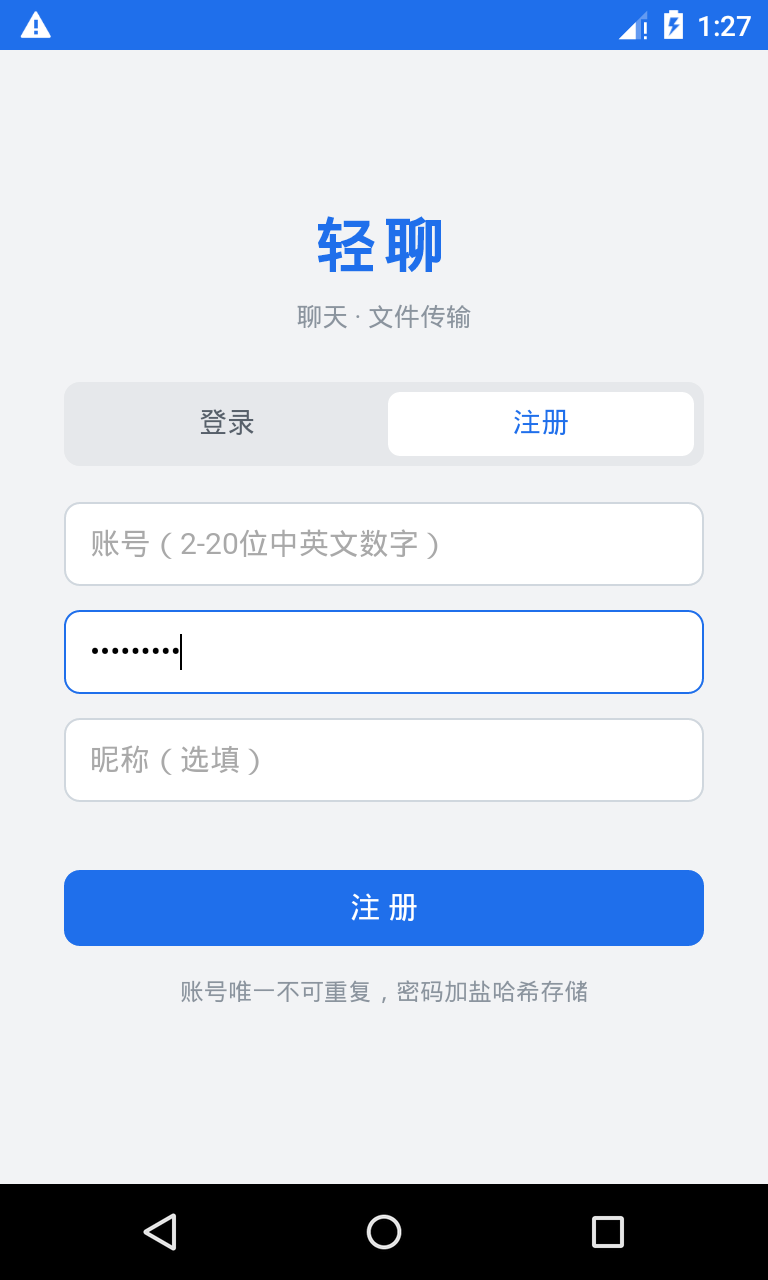 1:27
轻聊
聊天 · 文件传输
登录 注册
账号（2-20位中英文数字）
•••••••••
昵称（选填）
注 册
账号唯一不可重复，密码加盐哈希存储